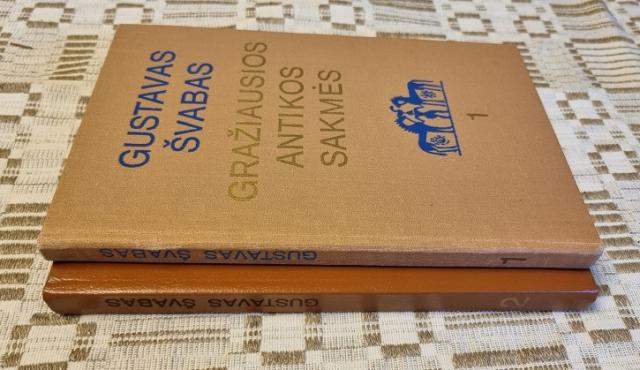 GUSTAVAS
ŠVABAS
GRAŽIAUSIOS
ANTIKOS
SAKMĖS
1
GUSTAVAS ŠVABAS 1
GUSTAVAS ŠVABAS 2